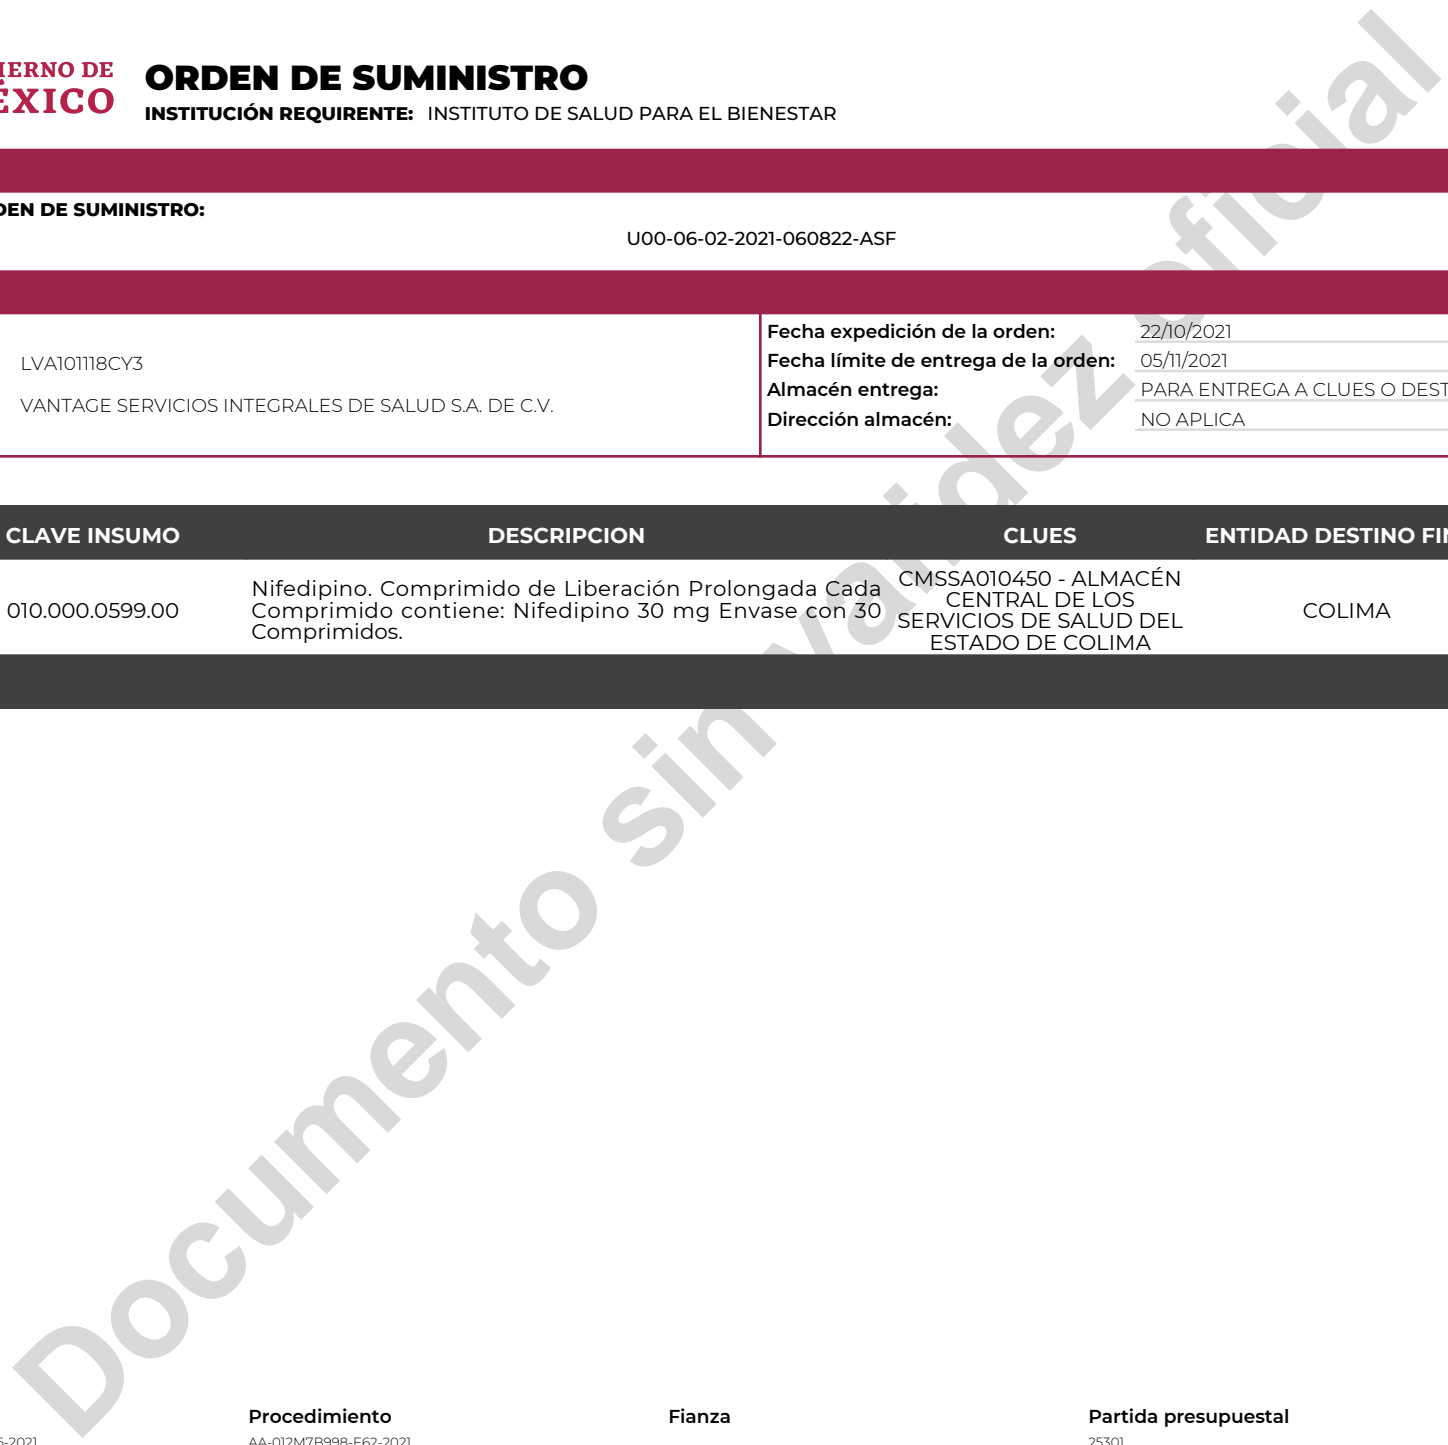 IERNO DE
ÉXICO
ORDEN DE SUMINISTRO
INSTITUCIÓN REQUIRENTE: INSTITUTO DE SALUD PARA EL BIENESTAR
DEN DE SUMINISTRO:
U00-06-02-2021-060822-ASF
LVA101118CY3
VANTAGE SERVICIOS INTEGRALES DE SALUD S.A. DE C.V.
Fecha expedición de la orden: 22/10/2021
Fecha límite de entrega de la orden: 05/11/2021
Almacén entrega: PARA ENTREGA A CLUES O DEST
Dirección almacén: NO APLICA
CLAVE INSUMO DESCRIPCION CLUES ENTIDAD DESTINO FIN
010.000.0599.00
Nifedipino. Comprimido de Liberación Prolongada Cada
Comprimido contiene: Nifedipino 30 mg Envase con 30
Comprimidos.
CMSSA010450 - ALMACÉN
CENTRAL DE LOS
SERVICIOS DE SALUD DEL
ESTADO DE COLIMA
COLIMA
Documento sin validez oficial
Procedimiento Fianza Partida presupuestal
6-2021 AA-012M7B998-E62-2021 25301